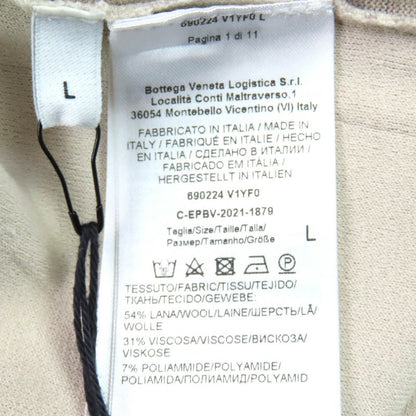 690224 V1YF0 L
Pagina 1 di 11
L
Bottega Veneta Logistica S.r.l.
Località Conti Maltraverso.1
36054 Montebello Vicentino (VI) Italy
FABBRICATO IN ITALIA / MADE IN
ITALY / FABRIQUÉ EN ITALIE / HECHO
EN ITALIA / СДЕЛАНО В ИТАЛИИ /
FABRICADO EM ITÁLIA /
HERGESTELLT IN ITALIEN
690224 V1YF0
C-EPBV-2021-1879
Taglia/Size/Taille/Talla/
Размер/Tamanho/Größe
L
P
TESSUTO/FABRIC/TISSU/TEJIDO
/ТКАНЬ/TECIDO/GEWEBE:
54% LANA/WOOL/LAINE/ШЕРСТЬ/LÃ/
WOLLE
31% VISCOSA/VISCOSE/ВИСКОЗА/
VISKOSE
7% POLIAMMIDE/POLYAMID/
POLIAMIDA/ПОЛИАМИД/POLYAMID